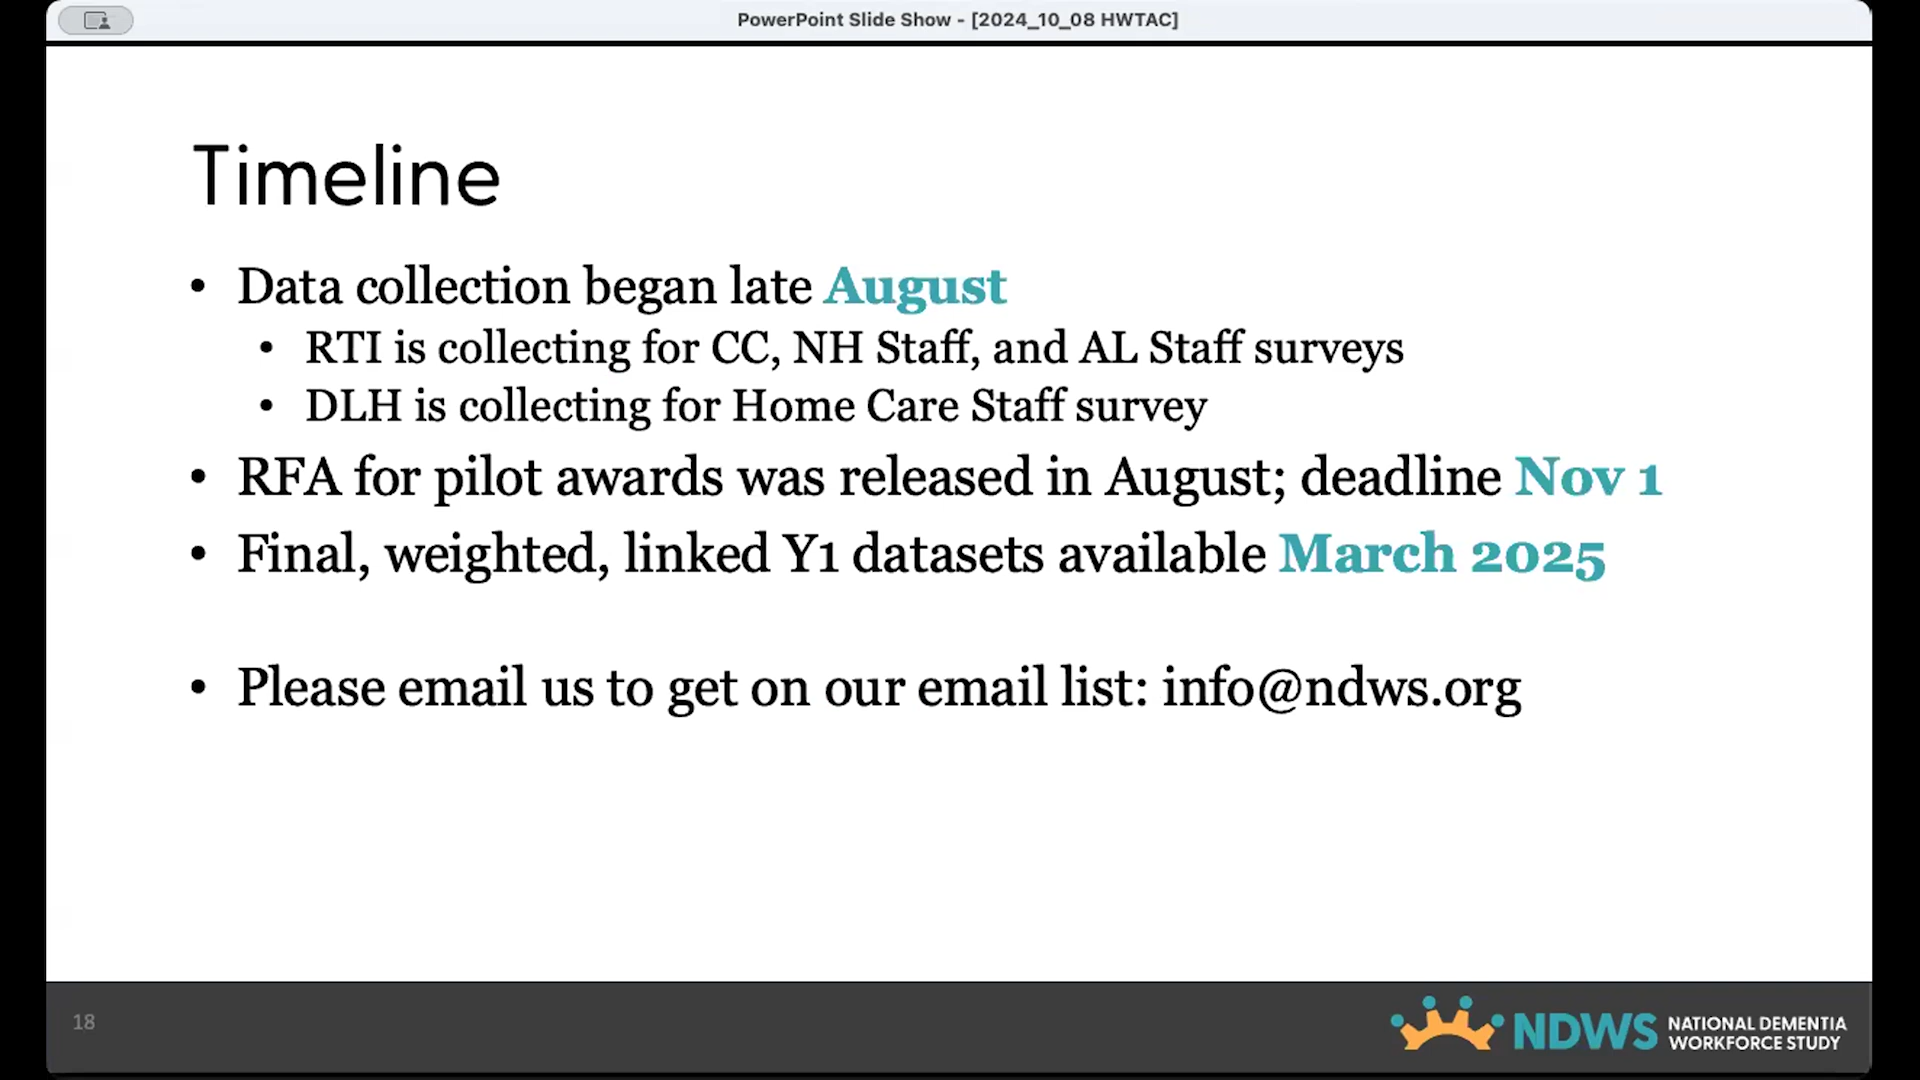 PowerPoint Slide Show - [2024_10_08 HWTAC]
Timeline
• Data collection began late August
• RTI is collecting for CC, NH Staff, and AL Staff surveys
• DLH is collecting for Home Care Staff survey
• RFA for pilot awards was released in August; deadline Nov 1
• Final, weighted, linked Y1 datasets available March 2025
• Please email us to get on our email list: info@ndws.org
18
NDWS NATIONAL DEMENTIA
WORKFORCE STUDY